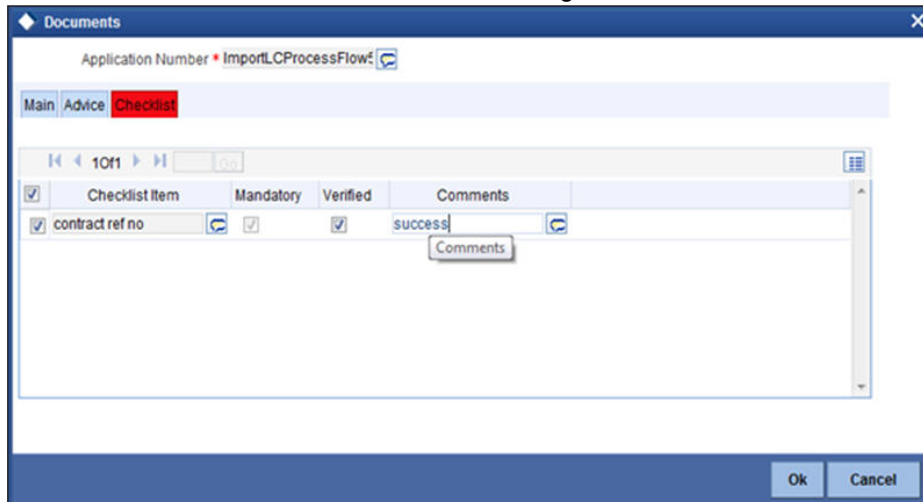 Documents
Application Number * ImportLCProcessFlow5
Main Advice Checklist
1Of1 Go
Checklist Item Mandatory Verified Comments
contract ref no success
Comments
Ok Cancel